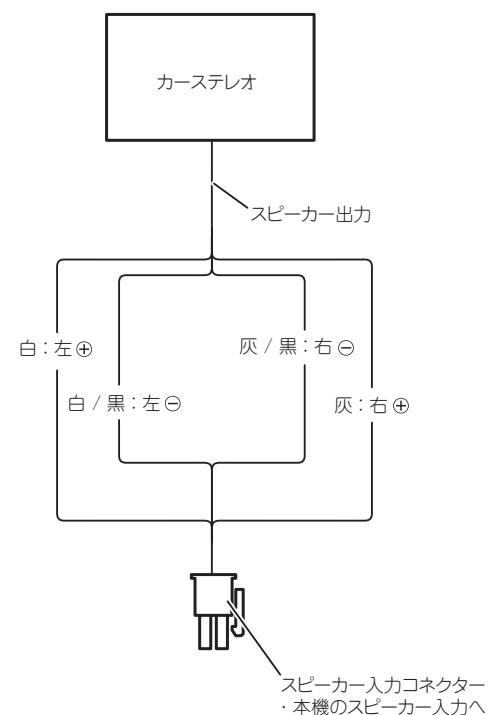 カーステレオ
スピーカー出力
白：左⊕
灰 / 黒：右⊖
白 / 黒：左⊖
灰：右⊕
スピーカー入力コネクター
・本機のスピーカー入力へ